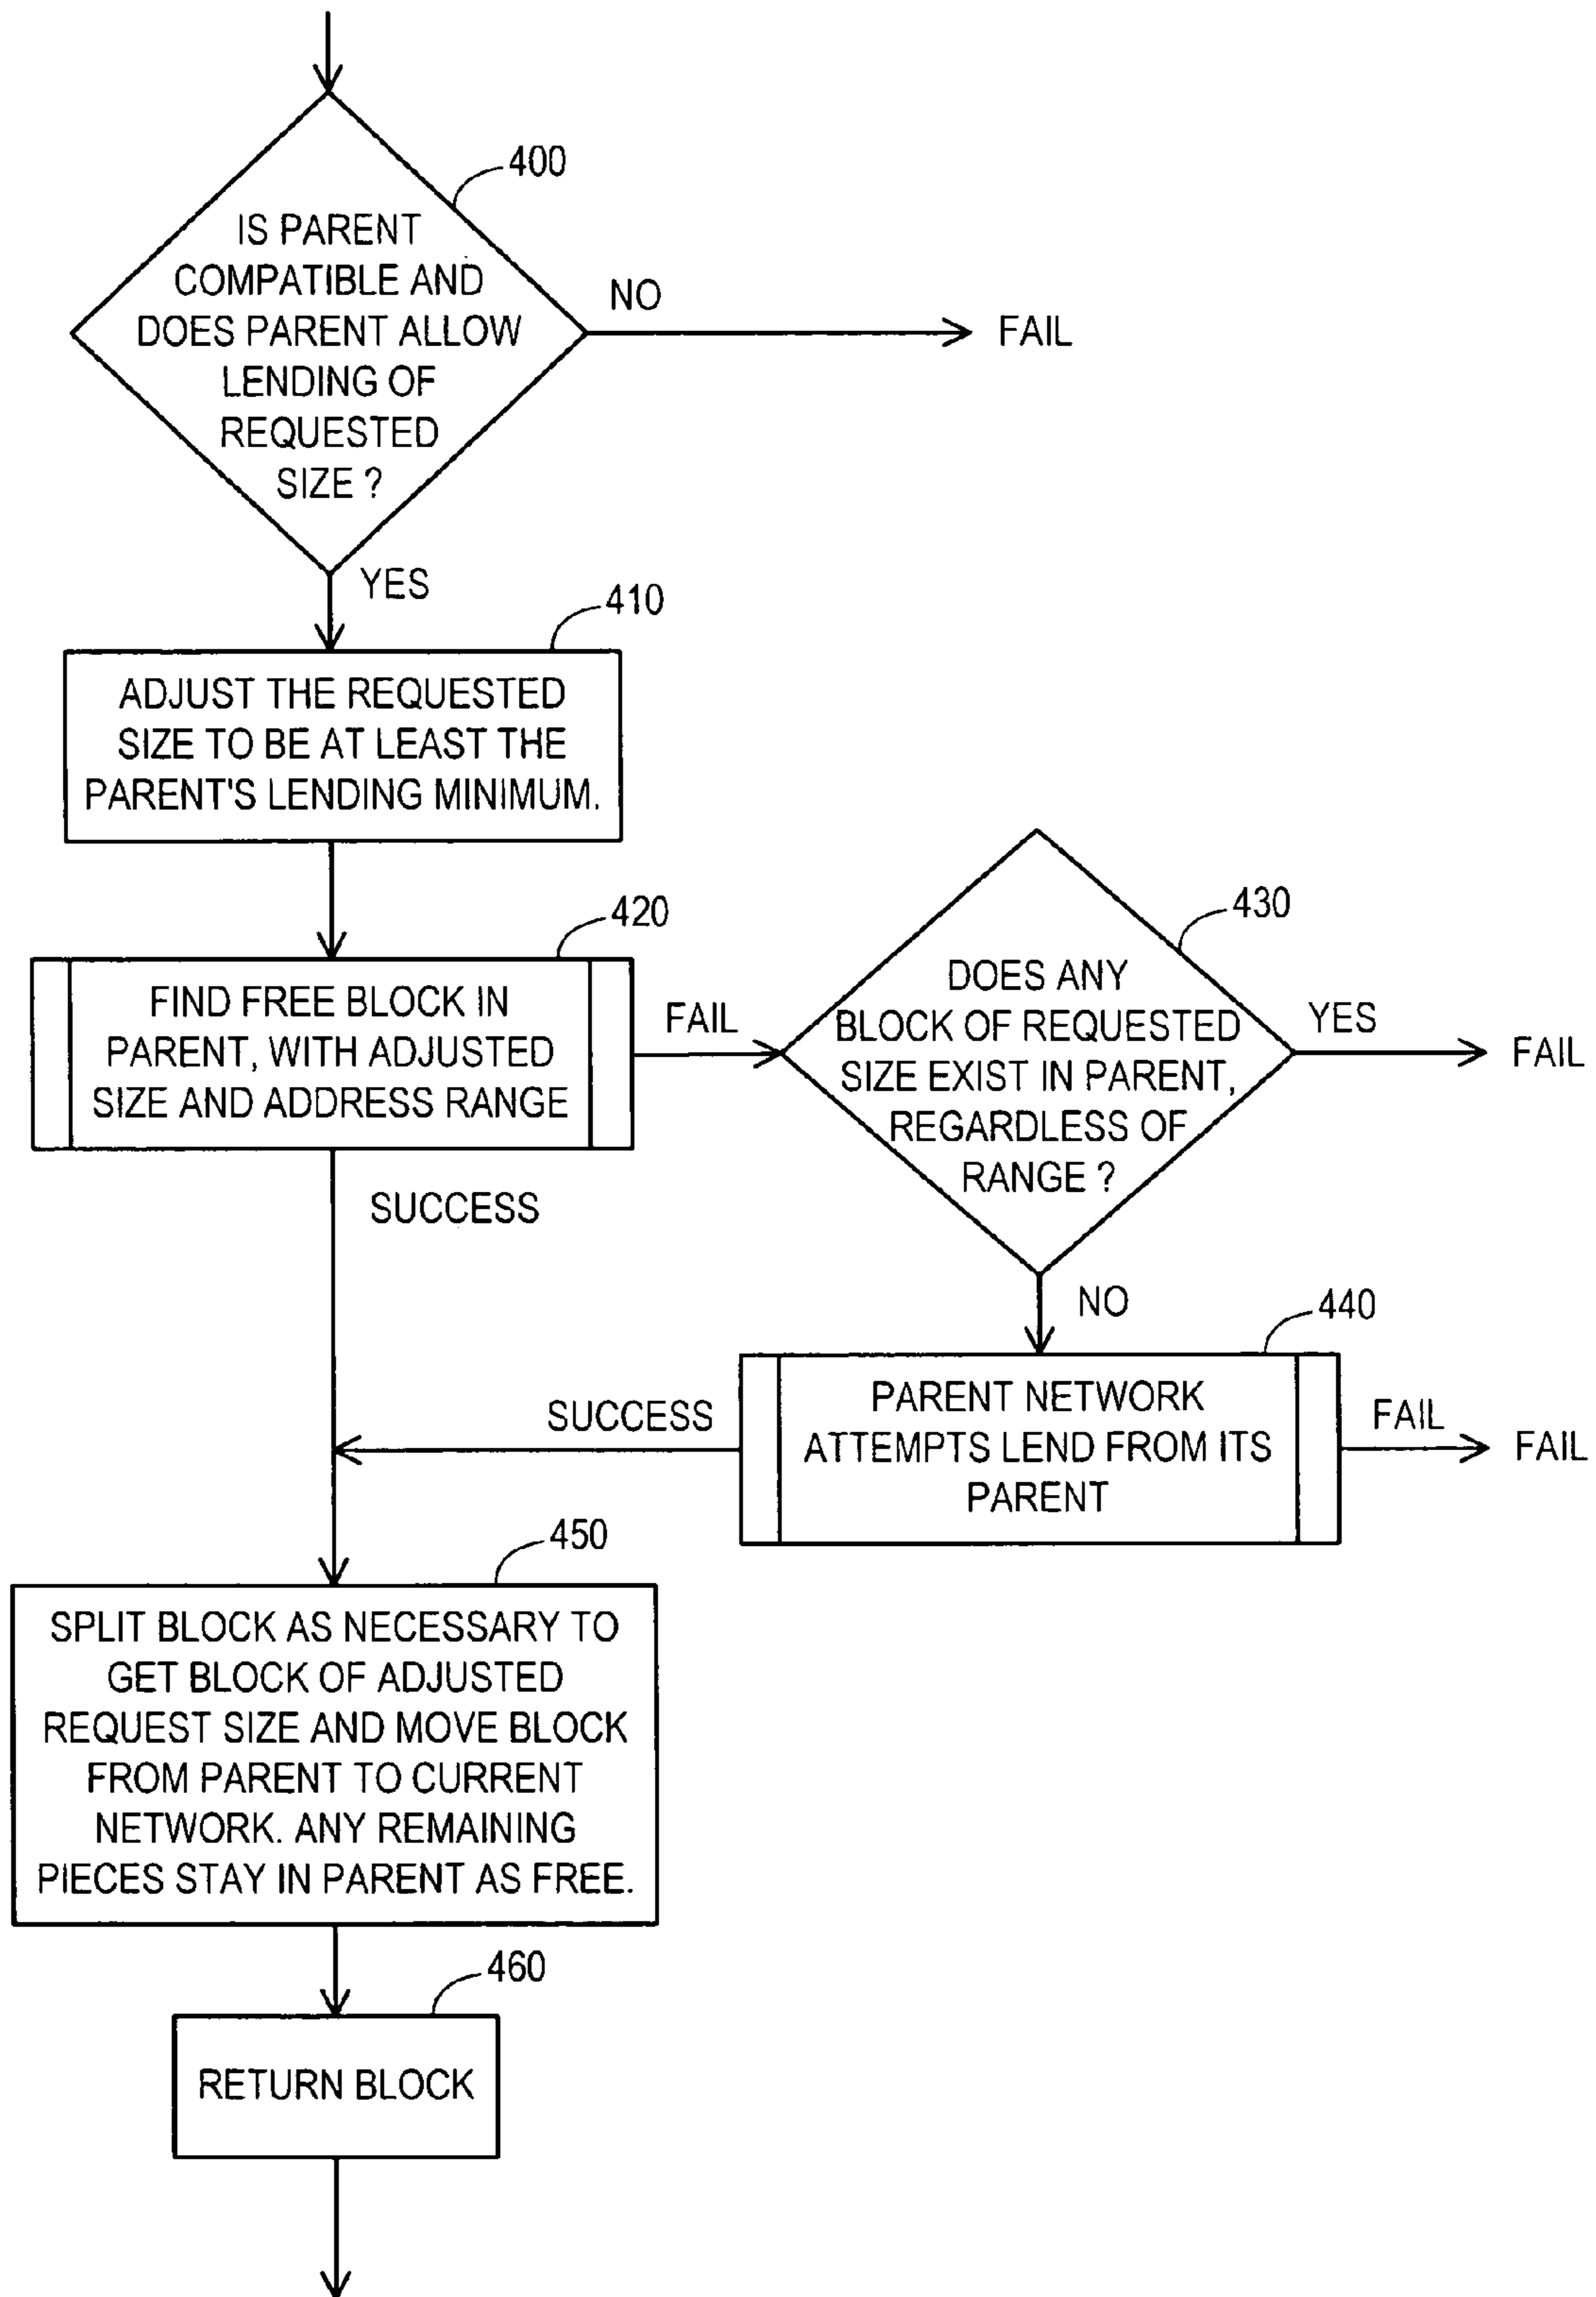 400
IS PARENT
COMPATIBLE AND
DOES PARENT ALLOW
LENDING OF
REQUESTED
SIZE ?
NO
FAIL
YES
410
ADJUST THE REQUESTED
SIZE TO BE AT LEAST THE
PARENT'S LENDING MINIMUM.
420
FIND FREE BLOCK IN
PARENT, WITH ADJUSTED
SIZE AND ADDRESS RANGE
FAIL
SUCCESS
430
DOES ANY
BLOCK OF REQUESTED
SIZE EXIST IN PARENT,
REGARDLESS OF
RANGE ?
YES
FAIL
NO
440
PARENT NETWORK
ATTEMPTS LEND FROM ITS
PARENT
SUCCESS
FAIL
FAIL
450
SPLIT BLOCK AS NECESSARY TO
GET BLOCK OF ADJUSTED
REQUEST SIZE AND MOVE BLOCK
FROM PARENT TO CURRENT
NETWORK. ANY REMAINING
PIECES STAY IN PARENT AS FREE.
460
RETURN BLOCK